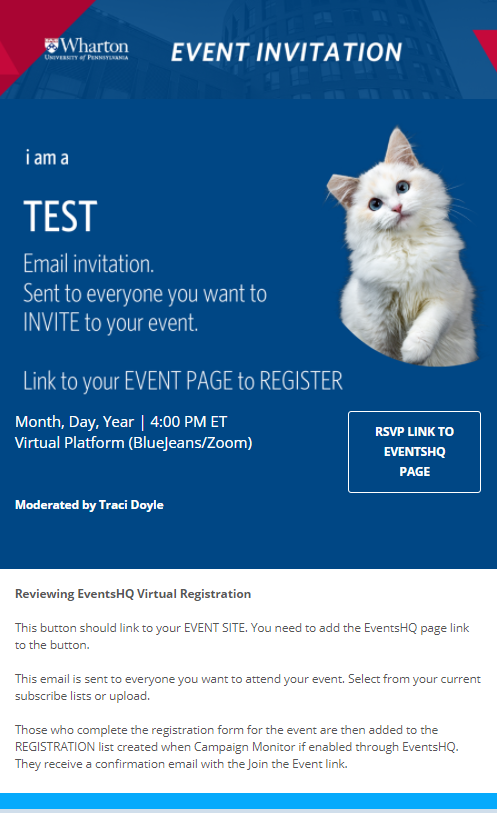 Wharton
UNIVERSITY of PENNSYLVANIA
EVENT INVITATION
i am a
TEST
Email invitation.
Sent to everyone you want to
INVITE to your event.
Link to your EVENT PAGE to REGISTER
Month, Day, Year | 4:00 PM ET
Virtual Platform (BlueJeans/Zoom)
RSVP LINK TO
EVENTSHQ
PAGE
Moderated by Traci Doyle
Reviewing EventsHQ Virtual Registration
This button should link to your EVENT SITE. You need to add the EventsHQ page link
to the button.
This email is sent to everyone you want to attend your event. Select from your current
subscribe lists or upload.
Those who complete the registration form for the event are then added to the
REGISTRATION list created when Campaign Monitor if enabled through EventsHQ.
They receive a confirmation email with the Join the Event link.